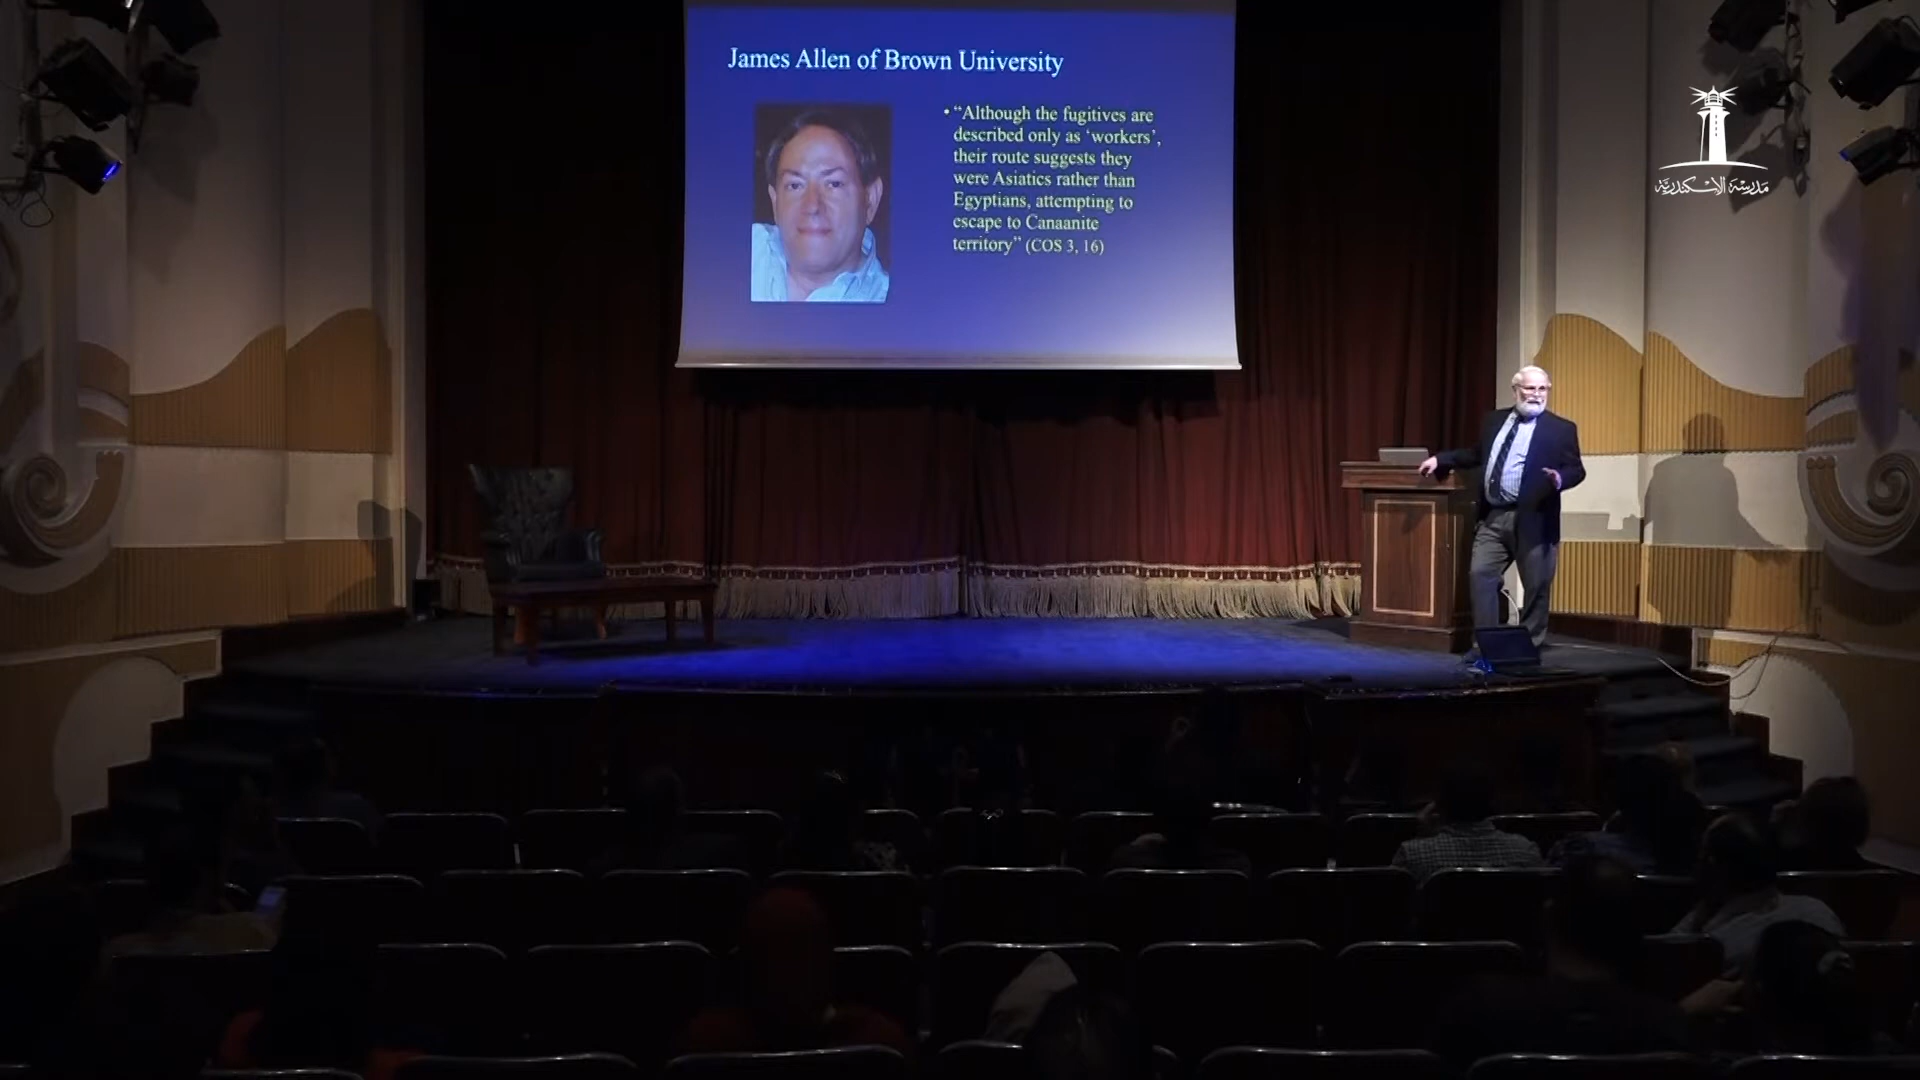 James Allen of Brown University
• “Although the fugitives are
described only as ‘workers’,
their route suggests they
were Asiatics rather than
Egyptians, attempting to
escape to Canaanite
territory” (COS 3, 16)
مدرسة الإسكندرية